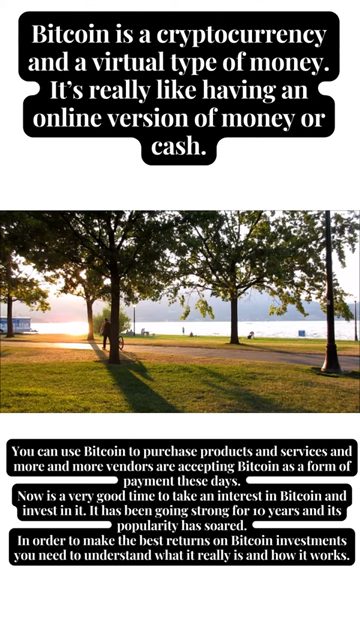 Bitcoin is a cryptocurrency
and a virtual type of money.
It's really like having an
online version of money or
cash.
You can use Bitcoin to purchase products and services and
more and more vendors are accepting Bitcoin as a form of
payment these days.
Now is a very good time to take an interest in Bitcoin and
invest in it. It has been going strong for 10 years and its
popularity has soared.
In order to make the best returns on Bitcoin investments
you need to understand what it really is and how it works.